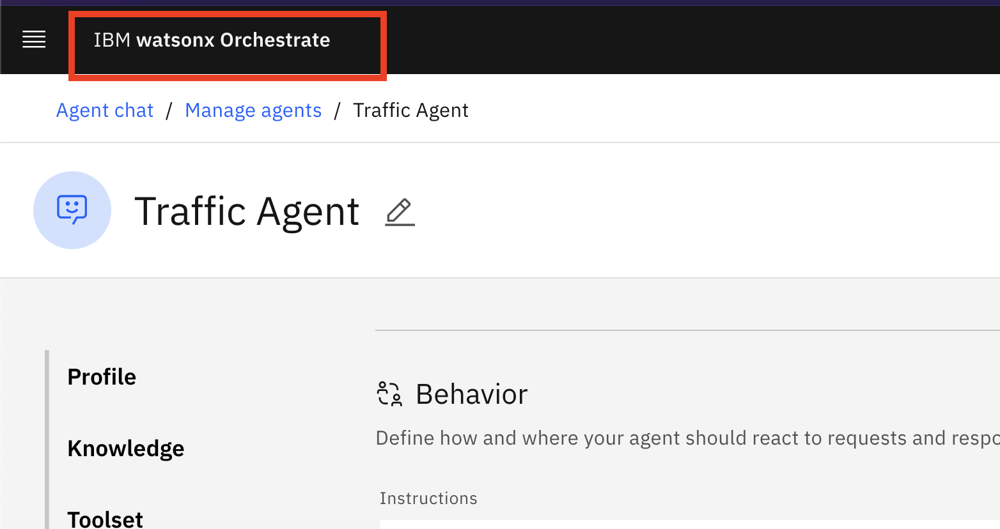 IBM watsonx Orchestrate
Agent chat / Manage agents / Traffic Agent
Traffic Agent
Profile
Knowledge
Toolset
Behavior
Define how and where your agent should react to requests and respo
Instructions